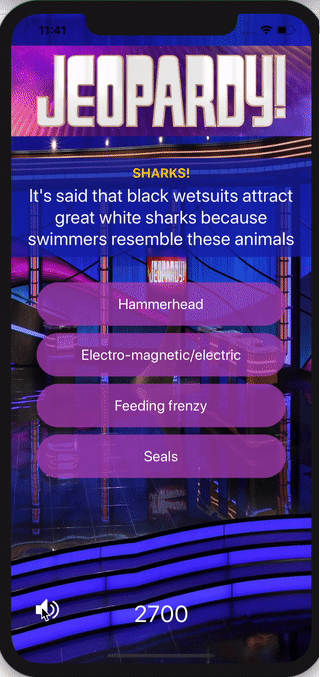 11:41
JEOPARDY!
SHARKS!
It's said that black wetsuits attract
great white sharks because
swimmers resemble these animals
JEOPARDY!
Hammerhead
Electro-magnetic/electric
Feeding frenzy
Seals
2700